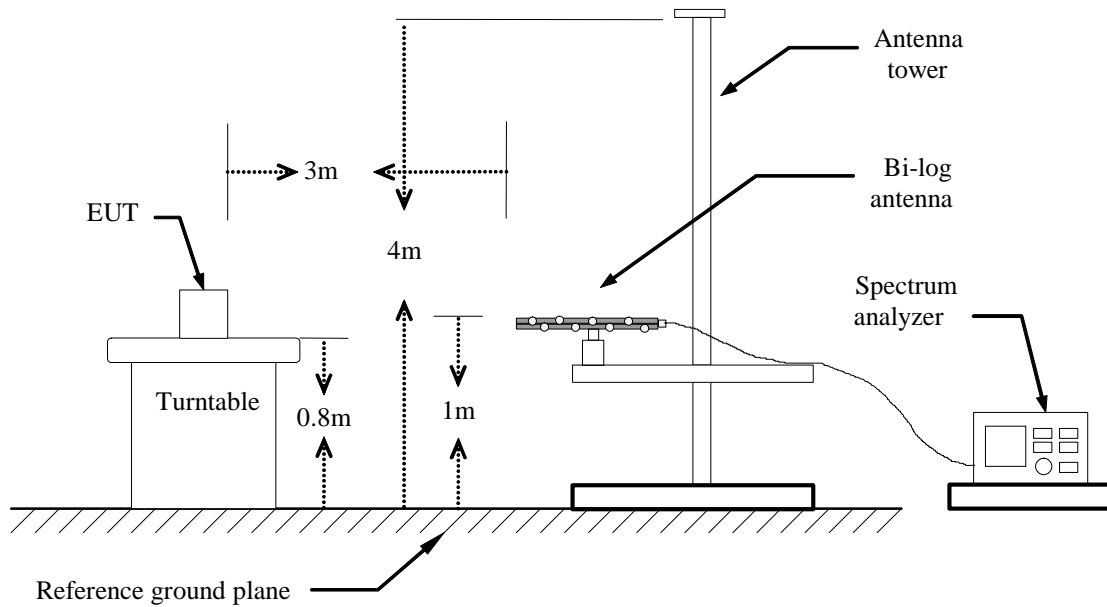 Antenna
tower
3m
Bi-log
antenna
EUT
4m
Spectrum
analyzer
Turntable
0.8m
1m
Reference ground plane